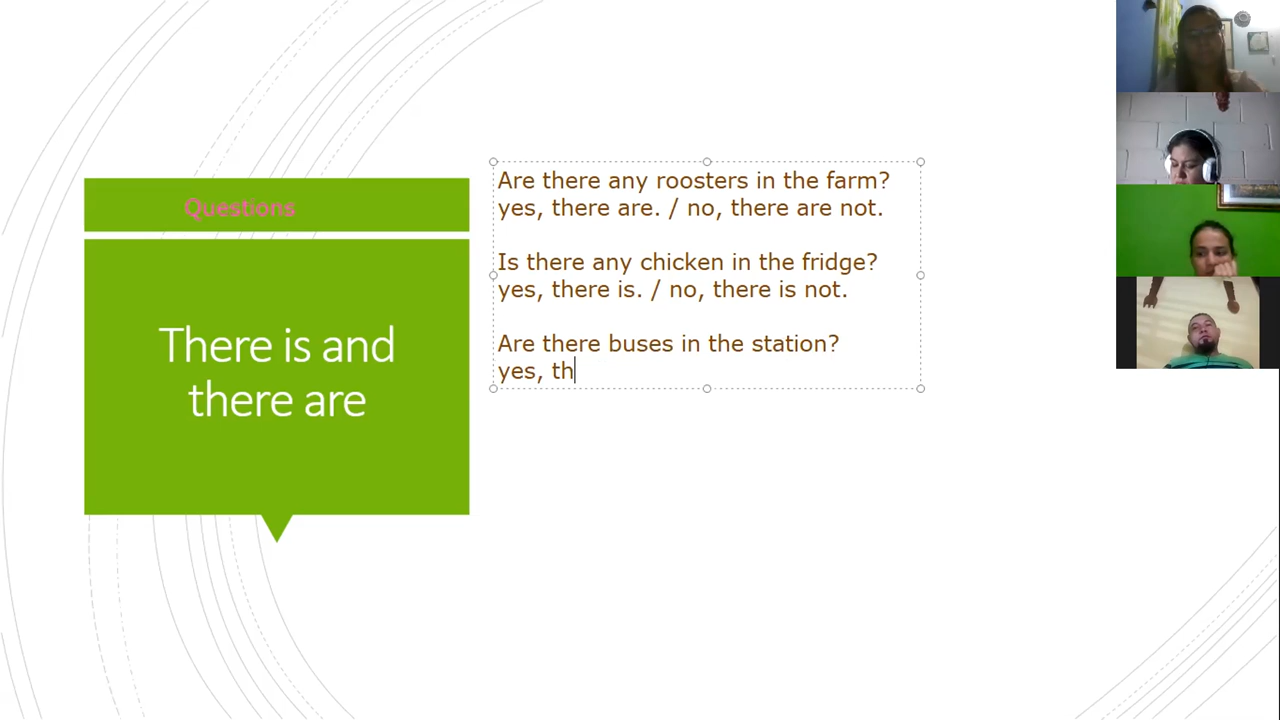 Questions
There is and
there are
Are there any roosters in the farm?
yes, there are. / no, there are not.
Is there any chicken in the fridge?
yes, there is. / no, there is not.
Are there buses in the station?
yes, th